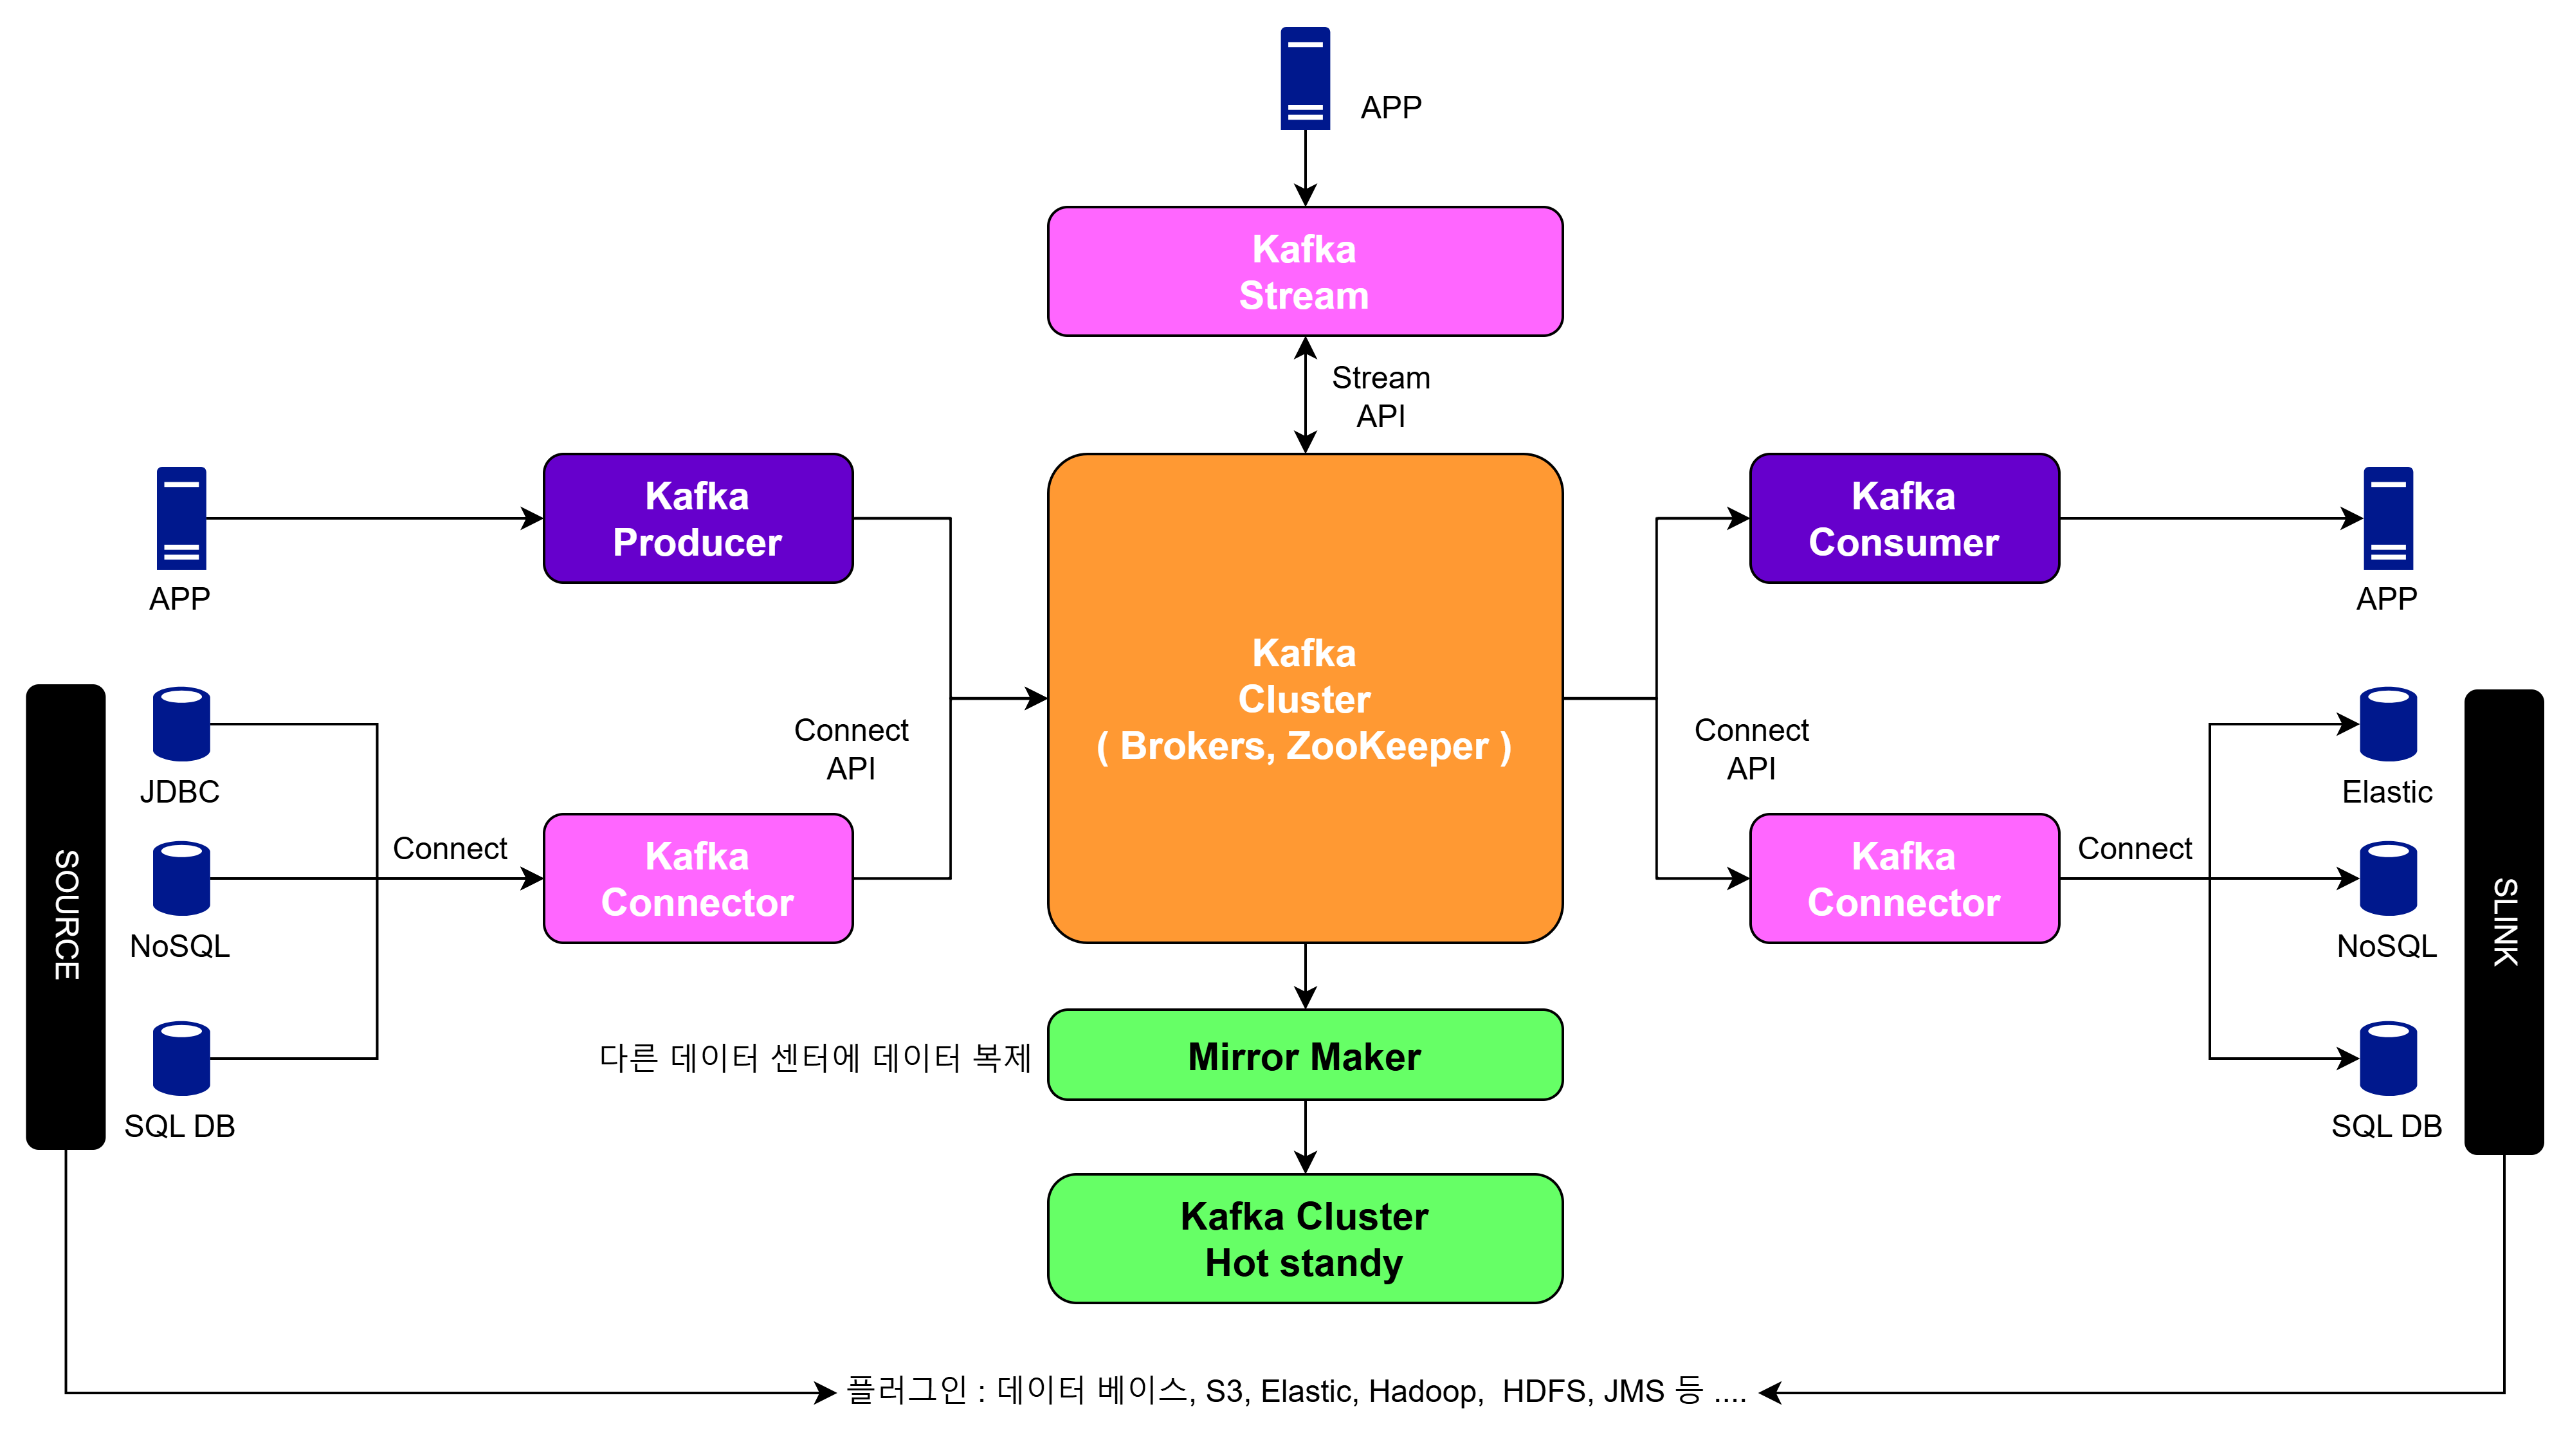 APP
Kafka
Stream
Stream
API
Kafka
Producer
Kafka
Consumer
APP
APP
Kafka
Cluster
( Brokers, ZooKeeper )
Connect
API
Connect
API
JDBC
Elastic
Connect
Kafka
Connector
Kafka
Connector
Connect
SOURCE
SLINK
NoSQL
NoSQL
다른 데이터 센터에 데이터 복제
Mirror Maker
SQL DB
SQL DB
Kafka Cluster
Hot standy
플러그인 : 데이터 베이스, S3, Elastic, Hadoop,  HDFS, JMS 등 ....